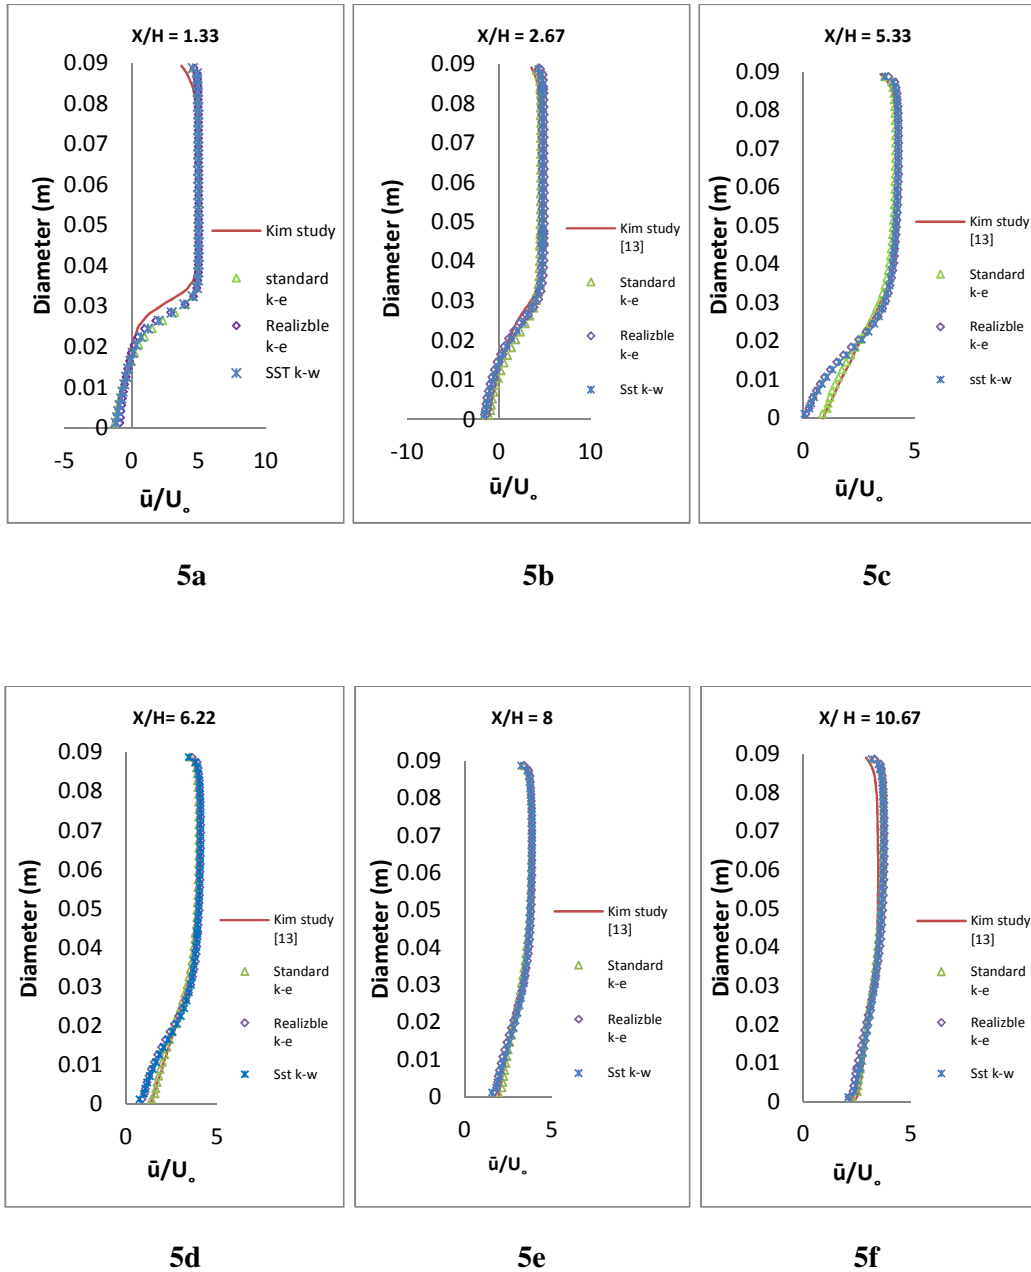 X/H = 1.33
0.09
0.08
0.07
0.06
0.05
0.04
0.03
0.02
0.01
0
-5 0 5 10
Diameter (m)
ū/U₀
Kim study
standard
k-e
Realizble
k-e
SST k-w
5a
X/H = 2.67
0.09
0.08
0.07
0.06
0.05
0.04
0.03
0.02
0.01
0
-10 0 10
Diameter (m)
ū/U₀
Kim study
[13]
Standard
k-e
Realizble
k-e
Sst k-w
5b
X/H = 5.33
0.09
0.08
0.07
0.06
0.05
0.04
0.03
0.02
0.01
0
0 5
Diameter (m)
ū/U₀
Kim study
[13]
Standard
k-e
Realizble
k-e
sst k-w
5c
X/H= 6.22
0.09
0.08
0.07
0.06
0.05
0.04
0.03
0.02
0.01
0
0 5
Diameter (m)
ū/U₀
Kim study
[13]
Standard
k-e
Realizble
k-e
Sst k-w
5d
X/H = 8
0.09
0.08
0.07
0.06
0.05
0.04
0.03
0.02
0.01
0
0 5
Diameter (m)
ū/U₀
Kim study
[13]
Standard
k-e
Realizble
k-e
Sst k-w
5e
X/ H = 10.67
0.09
0.08
0.07
0.06
0.05
0.04
0.03
0.02
0.01
0
0 5
Diameter (m)
ū/U₀
Kim study
[13]
Standard
k-e
Realizble
k-e
Sst k-w
5f